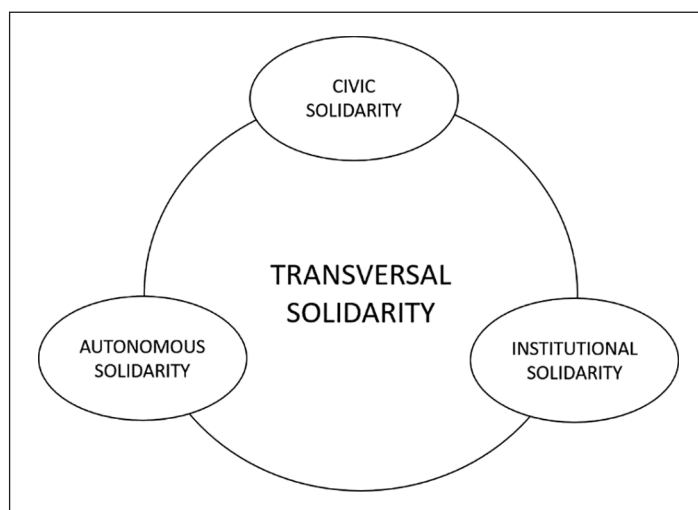 CIVIC
SOLIDARITY
TRANSVERSAL
SOLIDARITY
AUTONOMOUS
SOLIDARITY
INSTITUTIONAL
SOLIDARITY